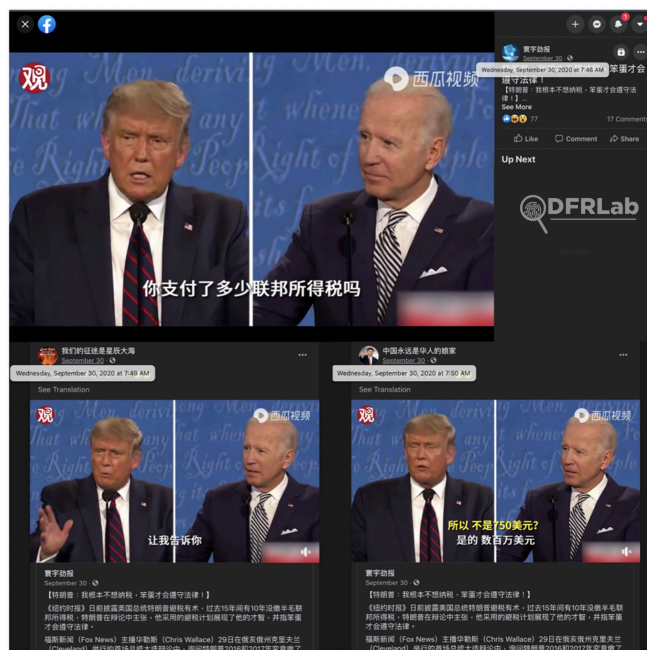 寰宇劲报
September 30, 2020
Wednesday, September 30, 2020 at 7:46 AM
笨蛋才会
遵守法律！
【特朗普：我根本不想纳税，笨蛋才会遵守法
律！】...
See More
77
17 Comments
Like
Comment
Share
Up Next
DFRLab
观
西瓜视频
你支付了多少联邦所得税吗
我们的征途是星辰大海
September 30
Wednesday, September 30, 2020 at 7:49 AM
See Translation
观
西瓜视频
让我告诉你
寰宇劲报
September 30
【特朗普：我根本不想纳税，笨蛋才会遵守法律！】
《纽约时报》日前披露美国总统特朗普避税有术，过去15年间有10年没缴半毛联
邦所得税，特朗普在辩论中主张，他采用的避税计划展现了他的才智，并指笨蛋
才会遵守法律。
福斯新闻（Fox News）主播华勒斯（Chris Wallace）29日在俄亥俄州克里夫兰
中国永远是华人的娘家
September 30
Wednesday, September 30, 2020 at 7:50 AM
See Translation
观
西瓜视频
所以 不是750美元？
是的 数百万美元
寰宇劲报
September 30
【特朗普：我根本不想纳税，笨蛋才会遵守法律！】
《纽约时报》日前披露美国总统特朗普避税有术，过去15年间有10年没缴半毛联
邦所得税，特朗普在辩论中主张，他采用的避税计划展现了他的才智，并指笨蛋
才会遵守法律。
福斯新闻（Fox News）主播华勒斯（Chris Wallace）29日在俄亥俄州克里夫兰